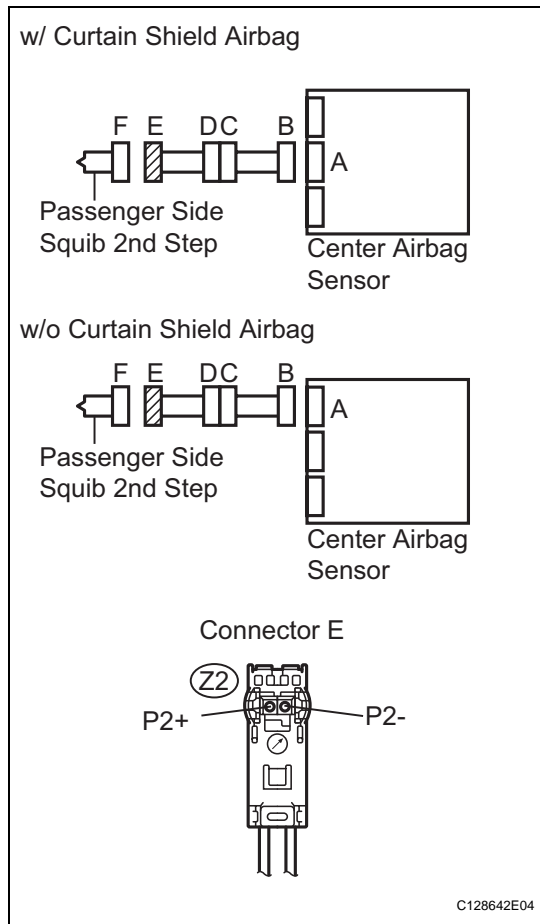 w/ Curtain Shield Airbag
F E D C B
A
Passenger Side
Squib 2nd Step
Center Airbag
Sensor
w/o Curtain Shield Airbag
F E D C B
A
Passenger Side
Squib 2nd Step
Center Airbag
Sensor
Connector E
Z2
P2+ P2-
C128642E04